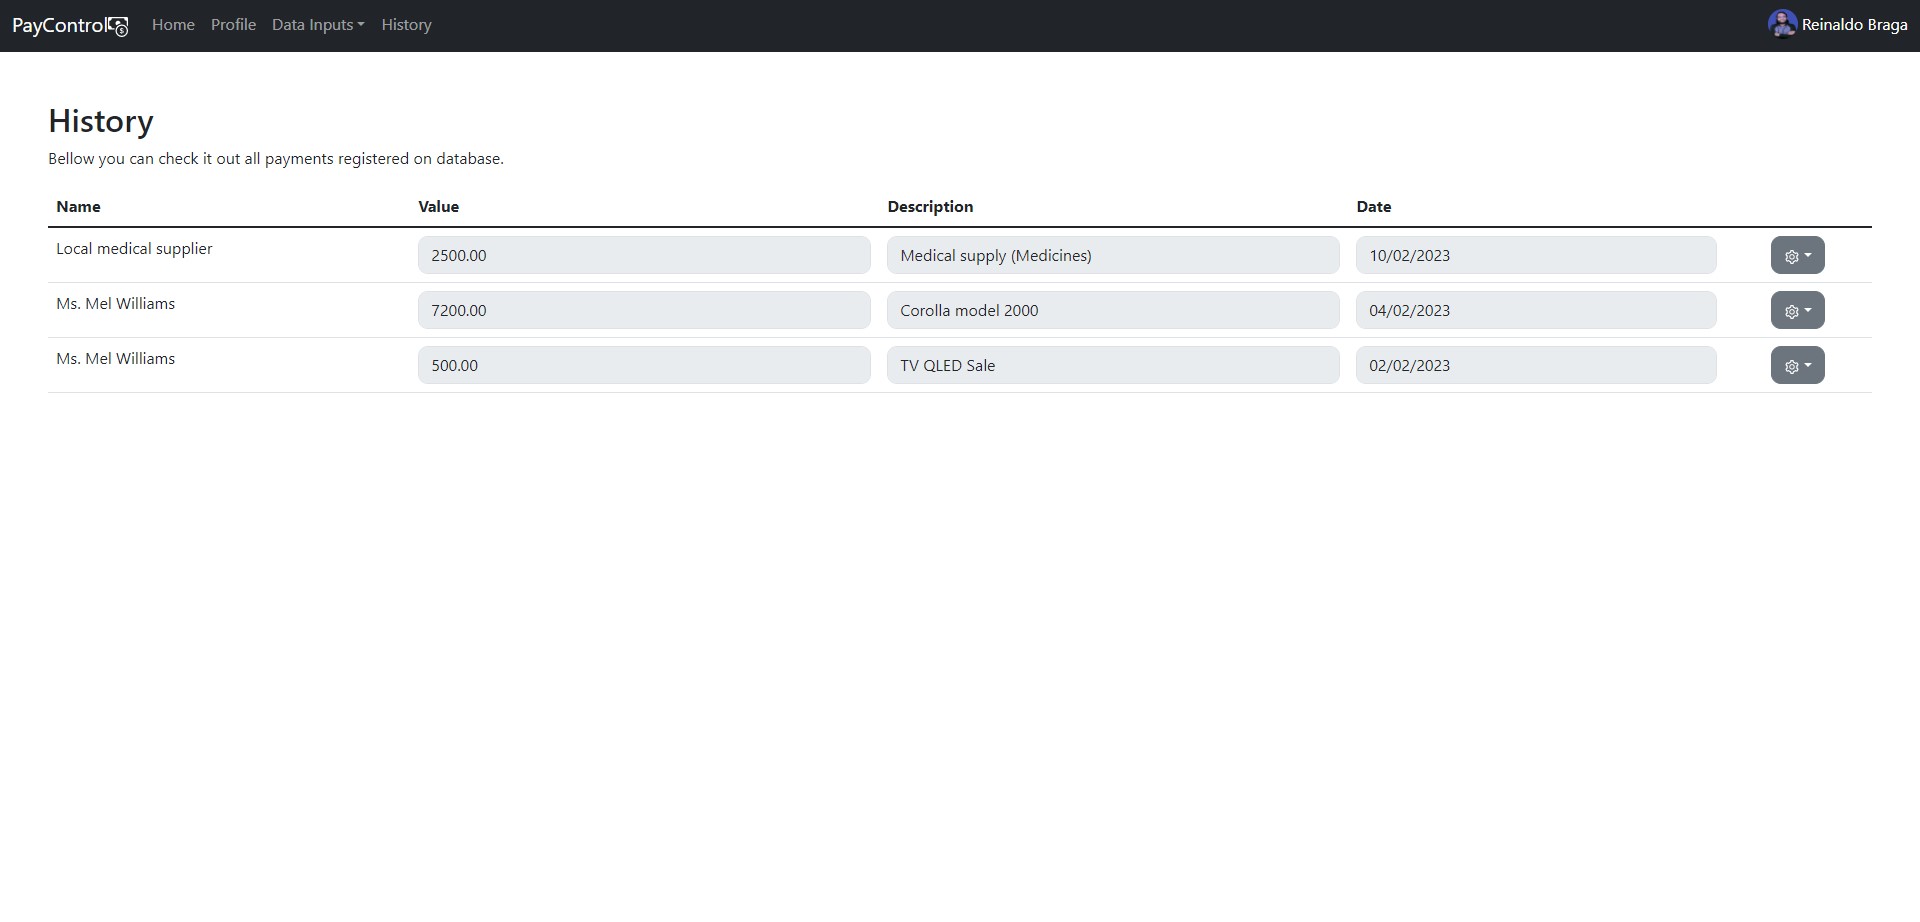 PayControl Home Profile Data Inputs History Reinaldo Braga
History
Bellow you can check it out all payments registered on database.
Name Value Description Date
Local medical supplier 2500.00 Medical supply (Medicines) 10/02/2023
Ms. Mel Williams 7200.00 Corolla model 2000 04/02/2023
Ms. Mel Williams 500.00 TV QLED Sale 02/02/2023